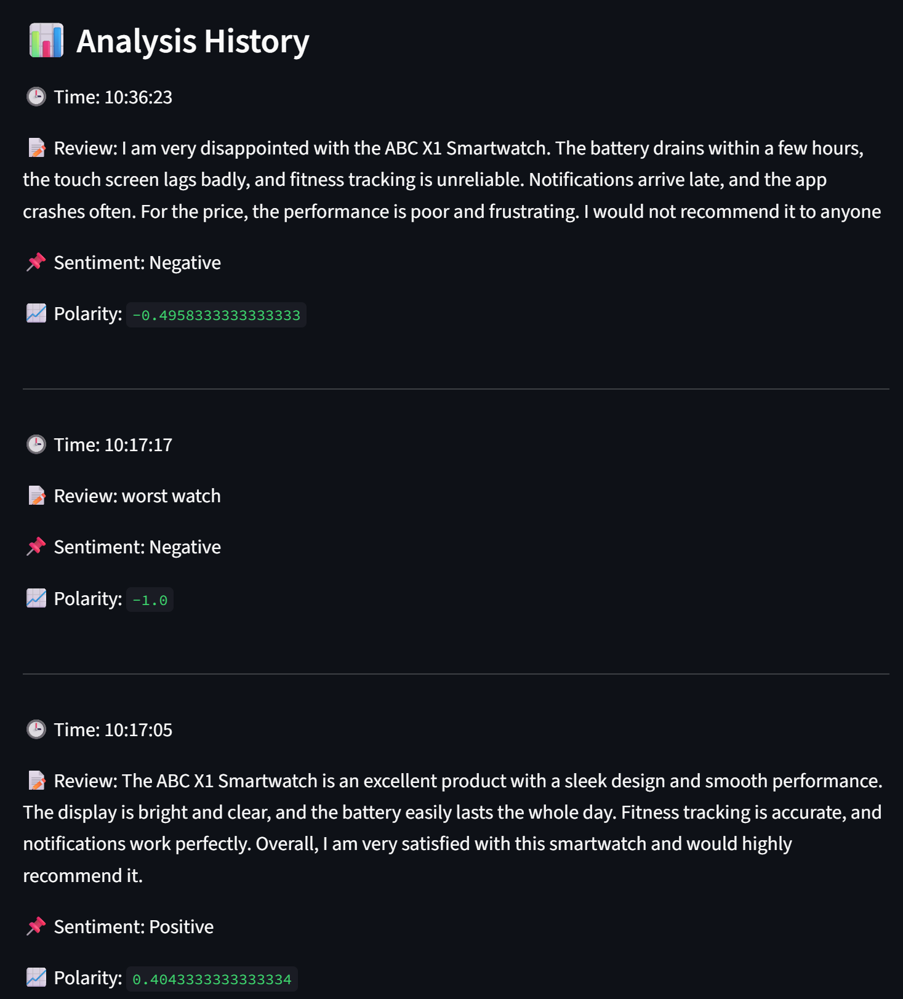 Analysis History
Time: 10:36:23
Review: I am very disappointed with the ABC X1 Smartwatch. The battery drains within a few hours,
the touch screen lags badly, and fitness tracking is unreliable. Notifications arrive late, and the app
crashes often. For the price, the performance is poor and frustrating. I would not recommend it to anyone
Sentiment: Negative
Polarity: -0.4958333333333333
Time: 10:17:17
Review: worst watch
Sentiment: Negative
Polarity: -1.0
Time: 10:17:05
Review: The ABC X1 Smartwatch is an excellent product with a sleek design and smooth performance.
The display is bright and clear, and the battery easily lasts the whole day. Fitness tracking is accurate, and
notifications work perfectly. Overall, I am very satisfied with this smartwatch and would highly
recommend it.
Sentiment: Positive
Polarity: 0.4043333333333334